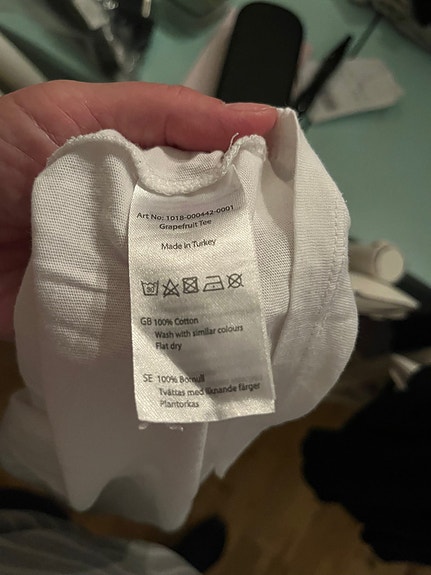 Art No: 1018-000442-0001
Grapefruit Tee
Made in Turkey
GB 100% Cotton
Wash with similar colours
Flat dry
SE 100% Bomull
Tvättas med liknande färger
Plantorkas